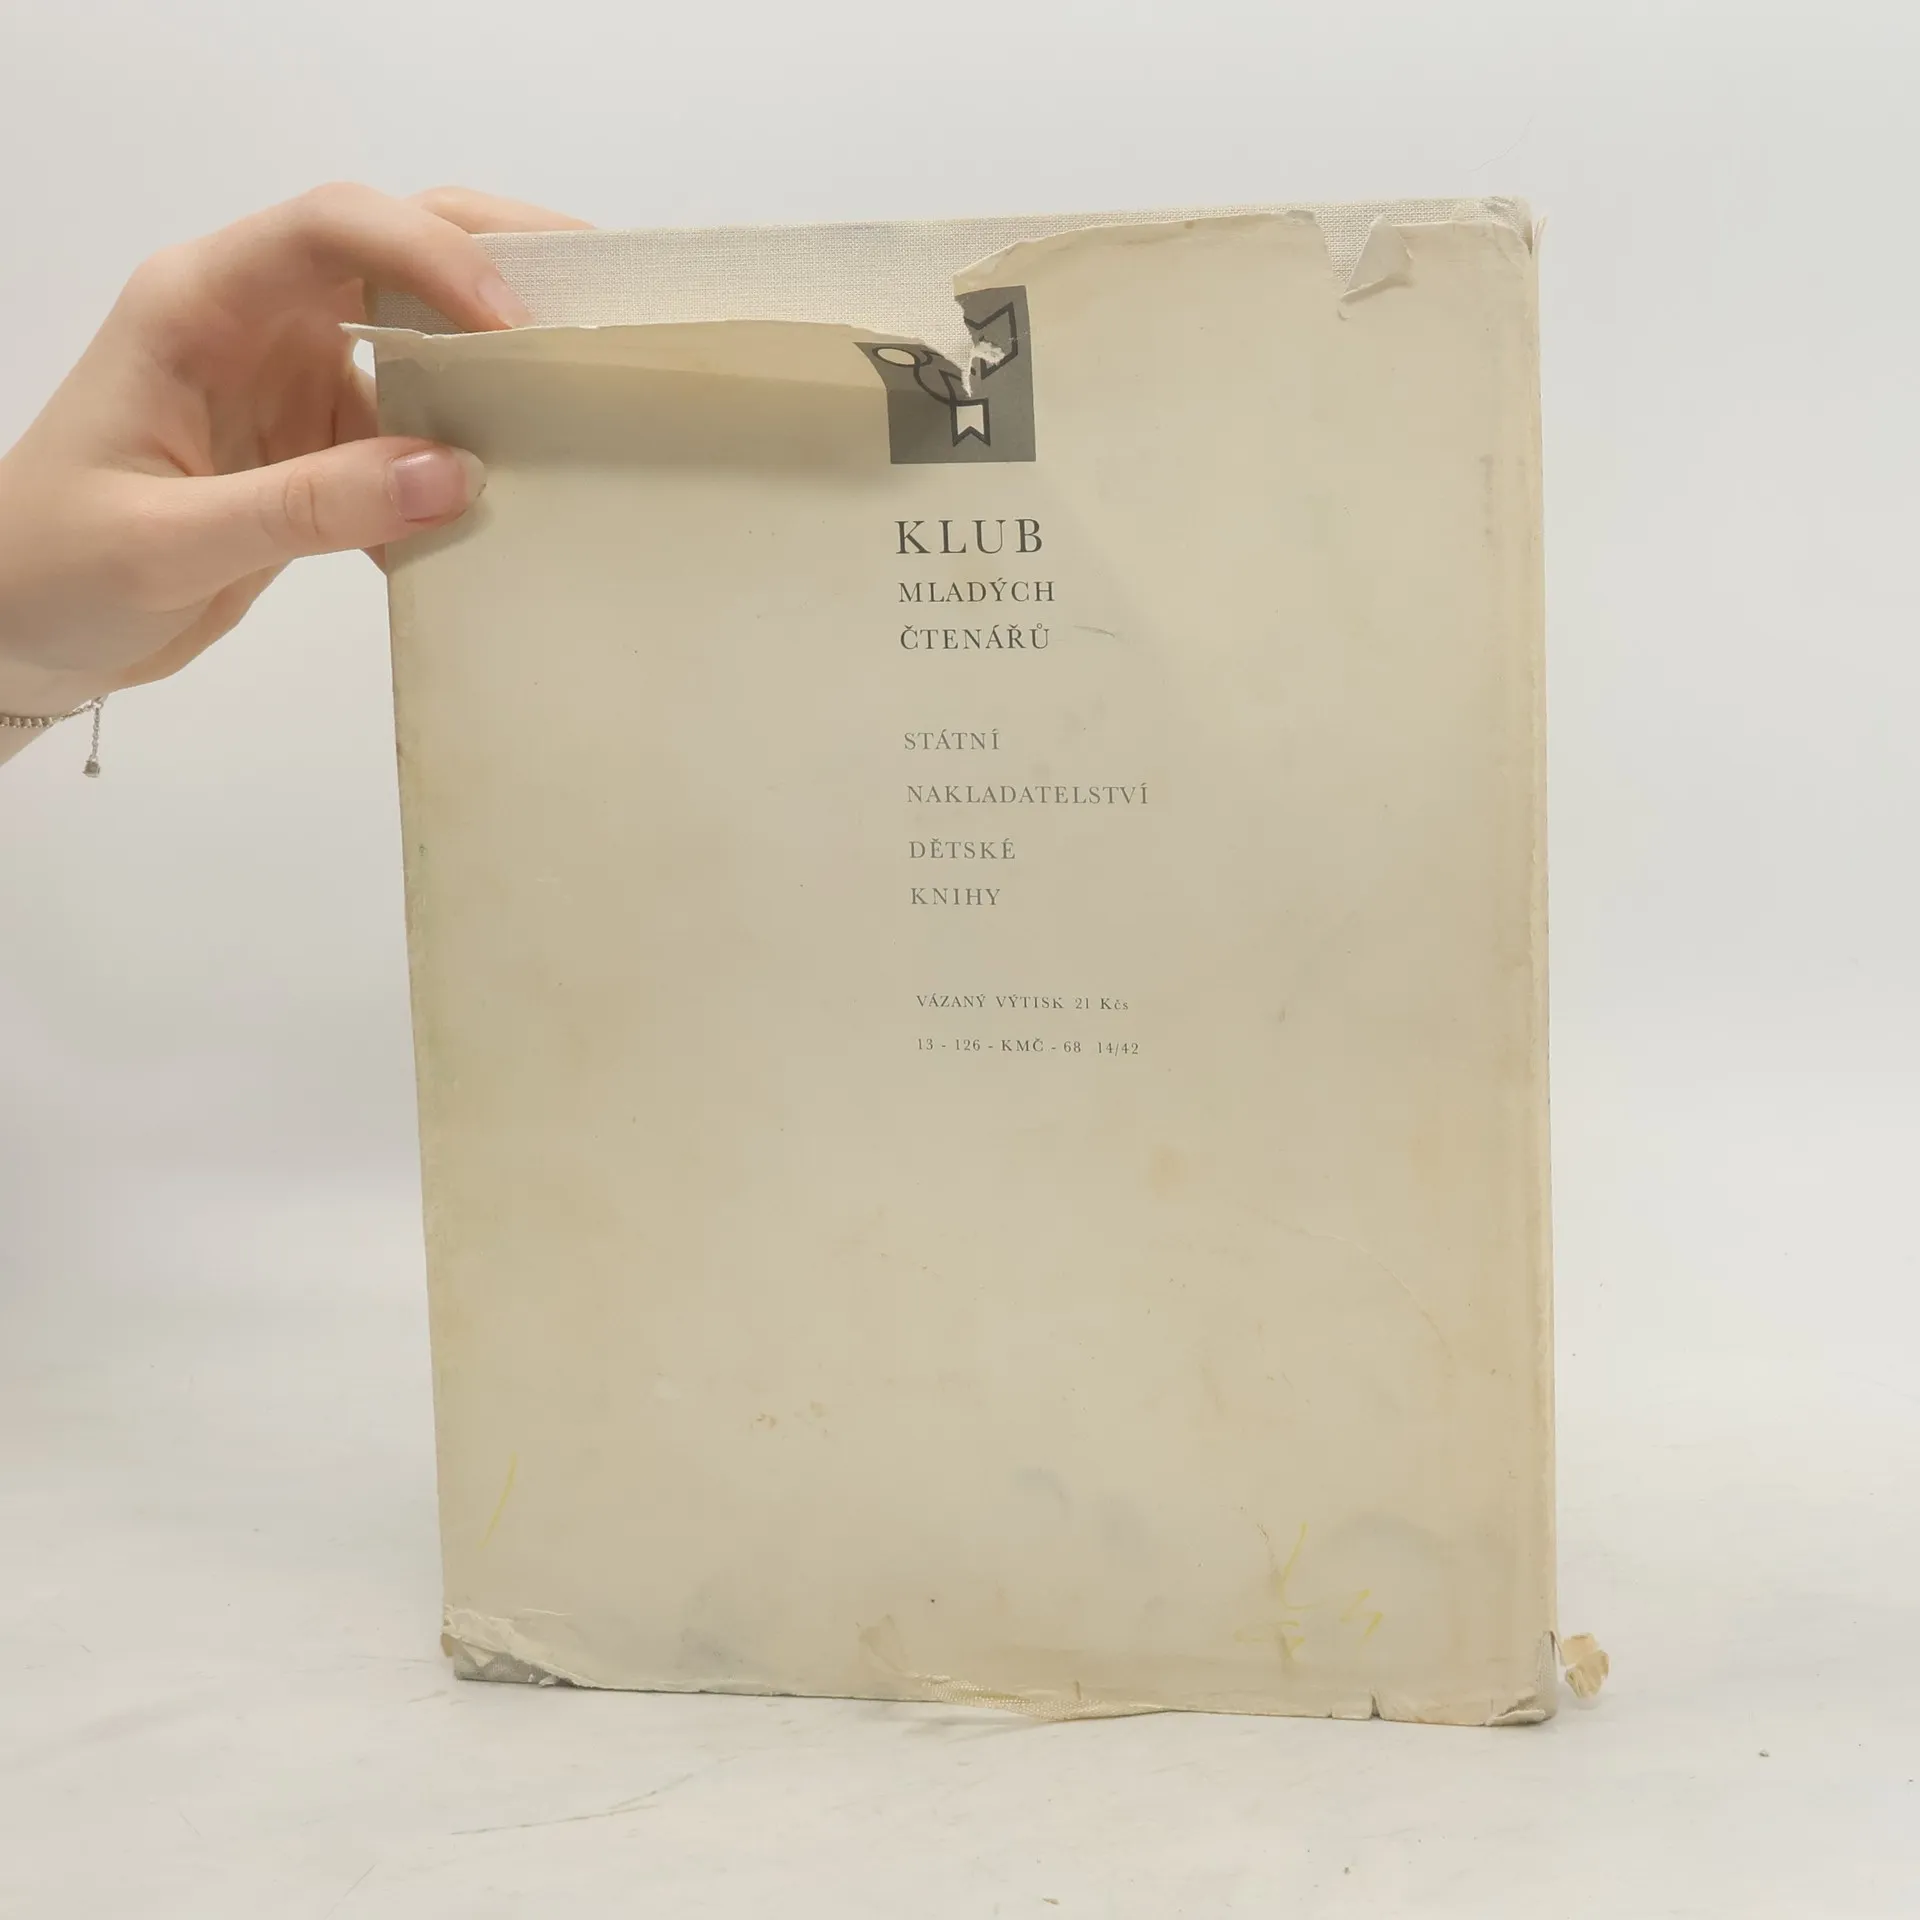 KLUB
MLADÝCH
ČTENÁŘŮ
STÁTNÍ
NAKLADATELSTVÍ
DĚTSKÉ
KNIHY
VÁZANÝ VÝTISK 21 Kčs
13 - 126 - KMČ - 68 14/42